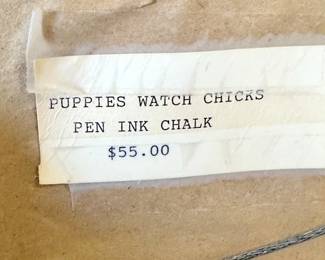 PUPPIES WATCH CHICKS
PEN INK CHALK
$55.00